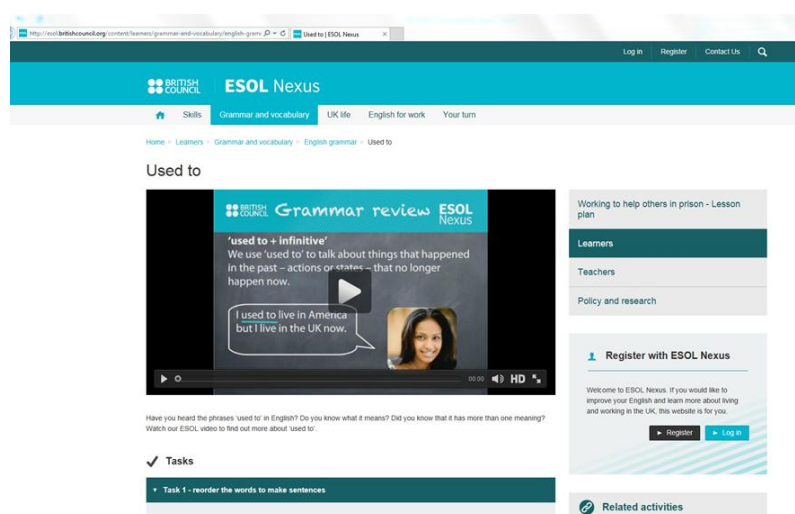 http://esol.britishcouncil.org/content/learners/grammar-and-vocabulary/english-gramı
Used to | ESOL Nexus
Log in Register Contact Us
BRITISH COUNCIL
ESOL Nexus
Skills Grammar and vocabulary UK life English for work Your turn
Home > Learners > Grammar and vocabulary > English grammar > Used to
Used to
BRITISH COUNCIL Grammar review ESOL Nexus
'used to + infinitive'
We use 'used to' to talk about things that happened
in the past – actions or states – that no longer
happen now.
I used to live in America
but I live in the UK now.
00:00 HD
Have you heard the phrases 'used to' in English? Do you know what it means? Did you know that it has more than one meaning?
Watch our ESOL video to find out more about 'used to'.
Tasks
Task 1 - reorder the words to make sentences
Working to help others in prison - Lesson
plan
Learners
Teachers
Policy and research
Register with ESOL Nexus
Welcome to ESOL Nexus. If you would like to
improve your English and learn more about living
and working in the UK, this website is for you.
Register Log in
Related activities